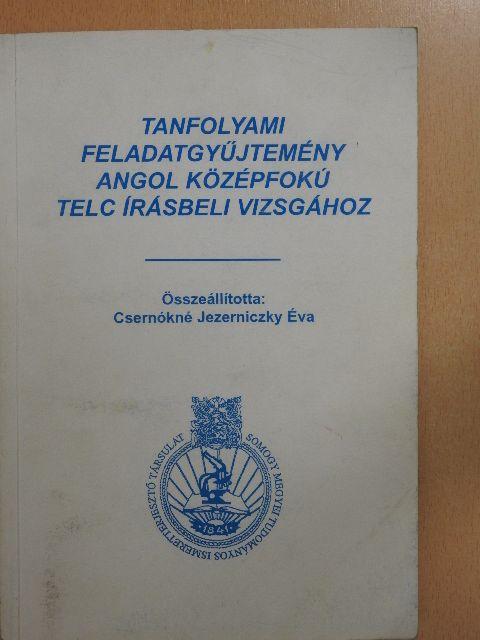 TANFOLYAMI
FELADATGYŰJTEMÉNY
ANGOL KÖZÉPFOKÚ
TELC ÍRÁSBELI VIZSGÁHOZ
Összeállította:
Csernókné Jezerniczky Éva
SOMOGY MEGYEI TUDOMÁNYOS ISMERETTERJESZTŐ TÁRSULAT
1841